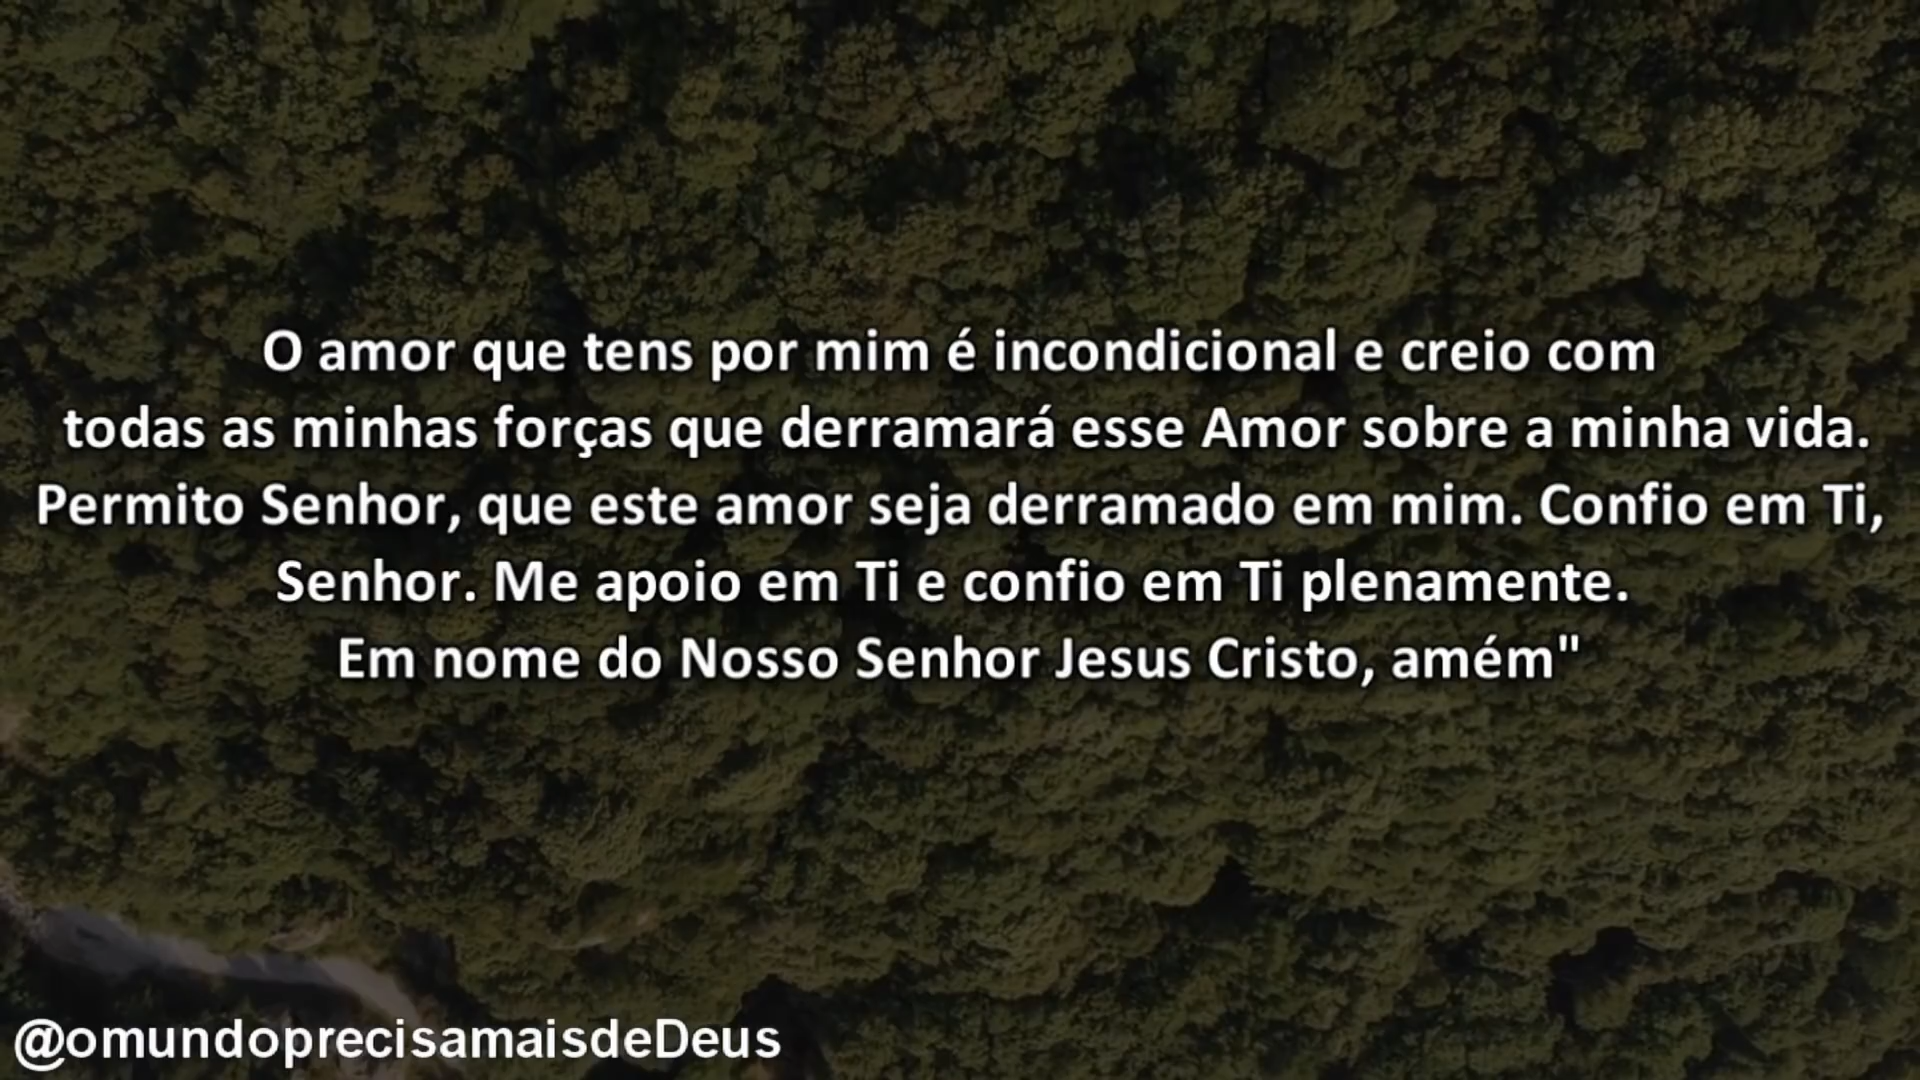 O amor que tens por mim é incondicional e creio com
todas as minhas forças que derramará esse Amor sobre a minha vida.
Permito Senhor, que este amor seja derramado em mim. Confio em Ti,
Senhor. Me apoio em Ti e confio em Ti plenamente.
Em nome do Nosso Senhor Jesus Cristo, amém"
@omundoprecisamaisdeDeus